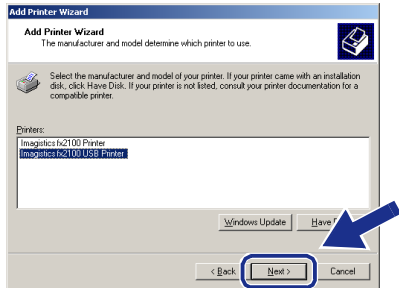 Add Printer Wizard
Add Printer Wizard
The manufacturer and model determine which printer to use.
Select the manufacturer and model of your printer. If your printer came with an installation
disk, click Have Disk. If your printer is not listed, consult your printer documentation for a
compatible printer.
Printers:
Imagistics fx2100 Printer
Imagistics fx2100 USB Printer
Windows Update Have
< Back Next > Cancel